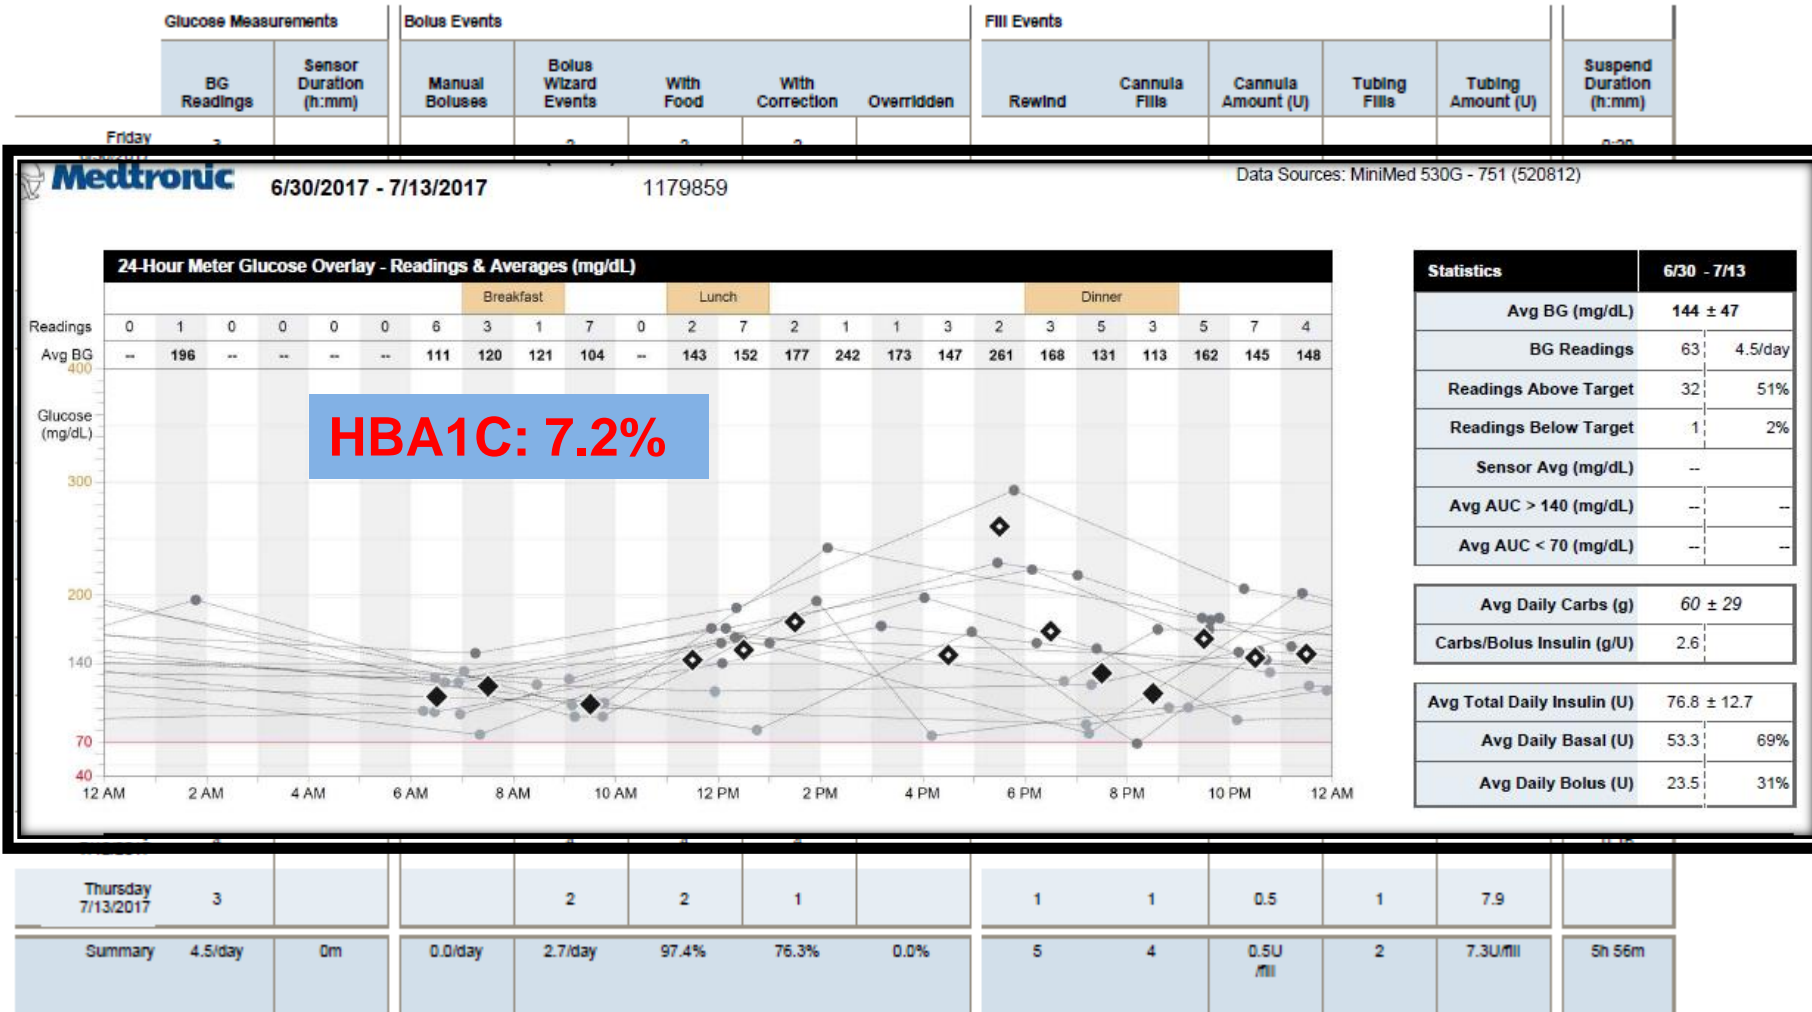 Glucose Measurements Bolus Events Fill Events
BG Readings Sensor Duration (h:mm) Manual Boluses Bolus Wizard Events With Food With Correction Overridden Rewind Cannula Fills Cannula Amount (U) Tubing Fills Tubing Amount (U) Suspend Duration (h:mm)
Friday
Medtronic 6/30/2017 - 7/13/2017 1179859 Data Sources: MiniMed 530G - 751 (520812)
24-Hour Meter Glucose Overlay - Readings & Averages (mg/dL)
Breakfast Lunch Dinner
Readings 0 1 0 0 0 0 6 3 1 7 0 2 7 2 1 1 3 2 3 5 3 5 7 4
Avg BG -- 196 -- -- -- -- 111 120 121 104 -- 143 152 177 242 173 147 261 168 131 113 162 145 148
400
Glucose
(mg/dL)
HBA1C: 7.2%
300
200
140
70
40
12 AM 2 AM 4 AM 6 AM 8 AM 10 AM 12 PM 2 PM 4 PM 6 PM 8 PM 10 PM 12 AM
Statistics 6/30 - 7/13
Avg BG (mg/dL) 144 ± 47
BG Readings 63 4.5/day
Readings Above Target 32 51%
Readings Below Target 1 2%
Sensor Avg (mg/dL) --
Avg AUC > 140 (mg/dL) -- --
Avg AUC < 70 (mg/dL) -- --
Avg Daily Carbs (g) 60 ± 29
Carbs/Bolus Insulin (g/U) 2.6
Avg Total Daily Insulin (U) 76.8 ± 12.7
Avg Daily Basal (U) 53.3 69%
Avg Daily Bolus (U) 23.5 31%
Thursday
7/13/2017 3 2 2 1 1 1 0.5 1 7.9
Summary 4.5/day 0m 0.0/day 2.7/day 97.4% 76.3% 0.0% 5 4 0.5U 2 7.3U/fill 5h 56m
/fill